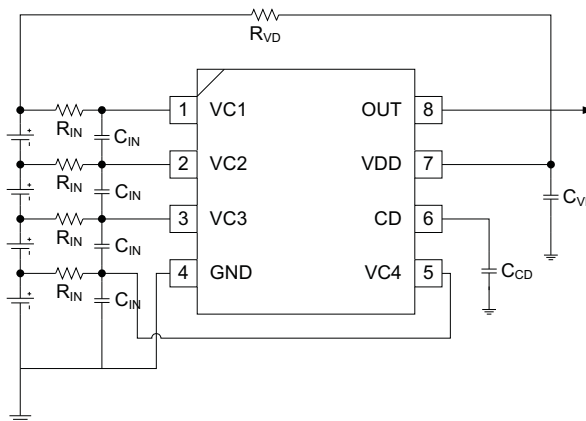 RVD
1 VC1 OUT 8
RIN CIN
2 VC2 VDD 7
RIN CIN
CV
3 VC3 CD 6
RIN CIN
4 GND VC4 5
RIN CIN
CCD